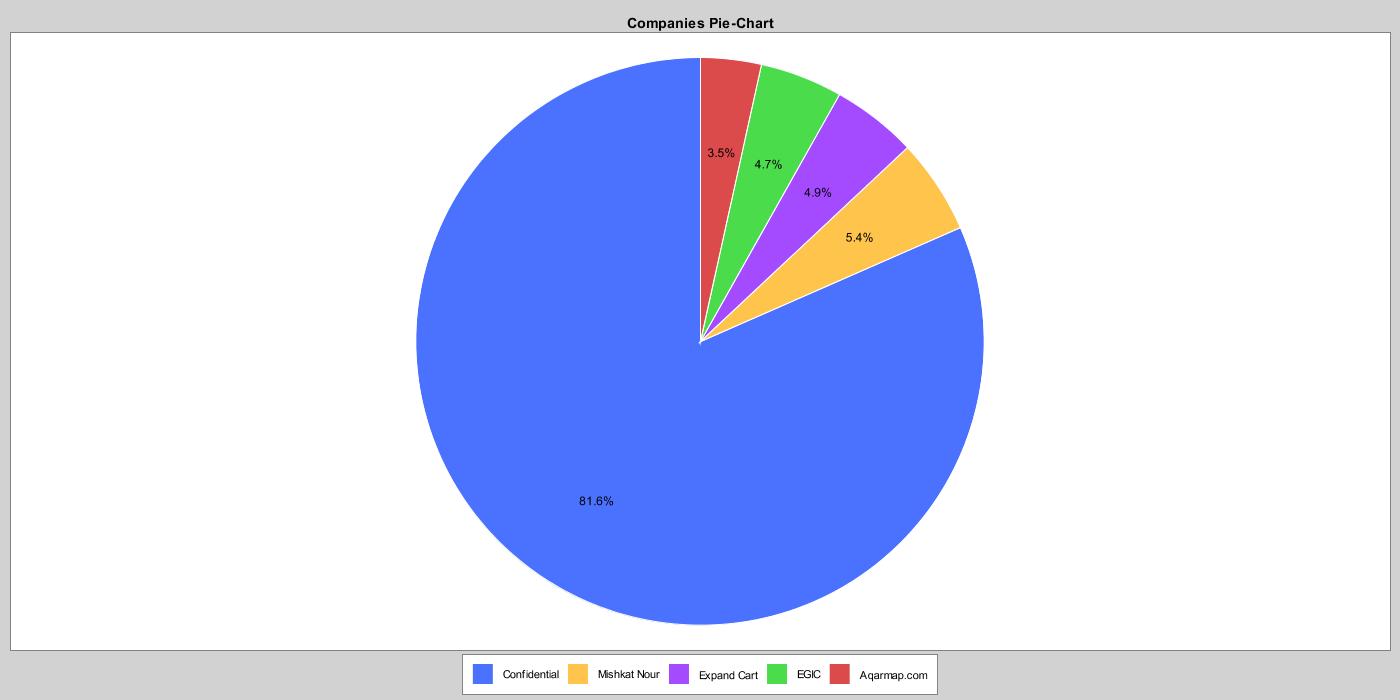 Companies Pie-Chart
3.5%
4.7%
4.9%
5.4%
81.6%
Confidential Mishkat Nour Expand Cart EGIC Aqarmap.com